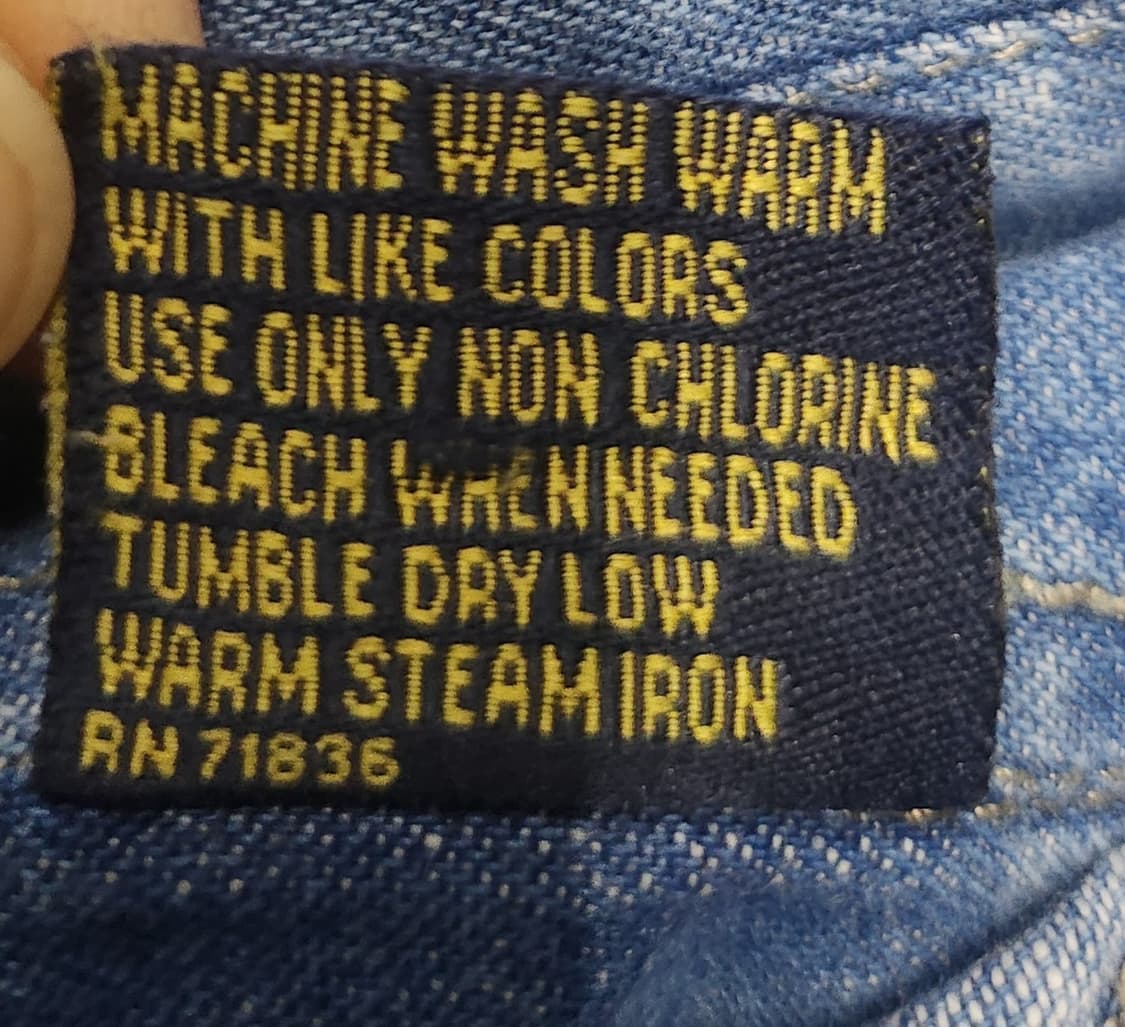 MACHINE WASH WARM
WITH LIKE COLORS
USE ONLY NON CHLORINE
BLEACH WHEN NEEDED
TUMBLE DRY LOW
WARM STEAM IRON
RN 71836